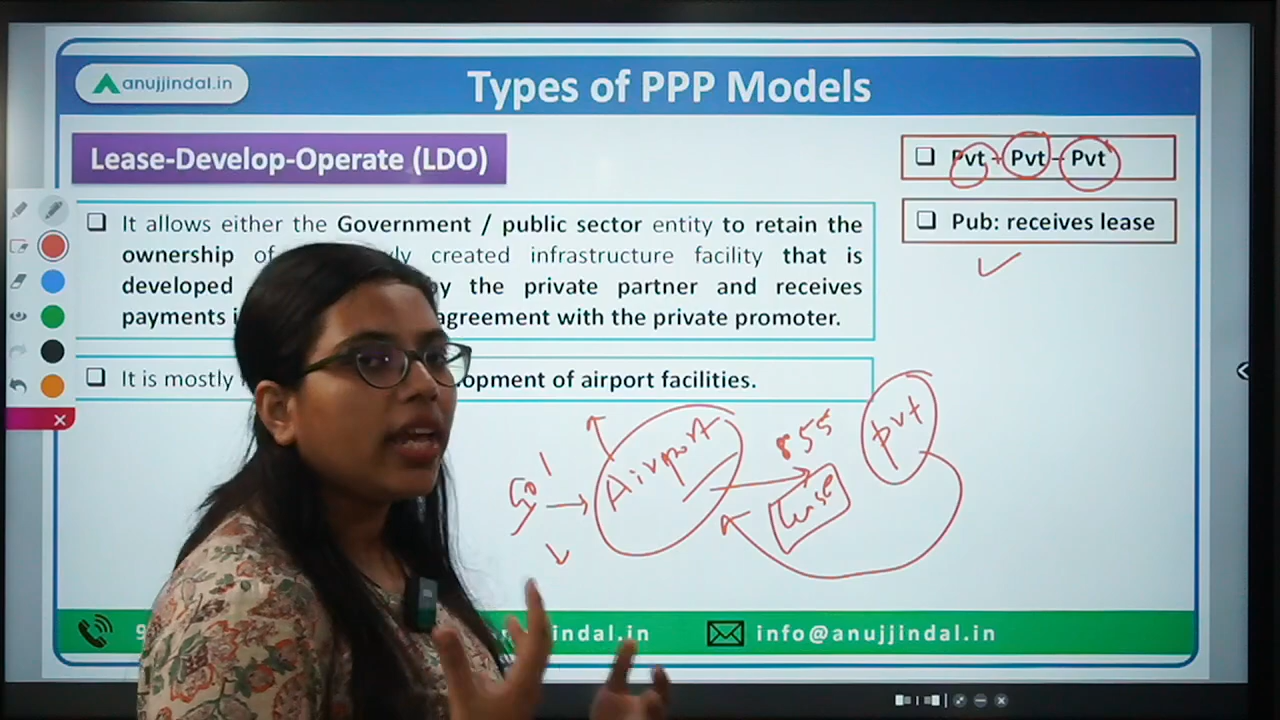 anujjindal.in
Types of PPP Models
Lease-Develop-Operate (LDO)
Pvt - Pvt - Pvt
Pub: receives lease
It allows either the Government / public sector entity to retain the
ownership of created infrastructure facility that is
developed by the private partner and receives
payments agreement with the private promoter.
It is mostly of airport facilities.
Airport
pvt
lease
info@anujjindal.in